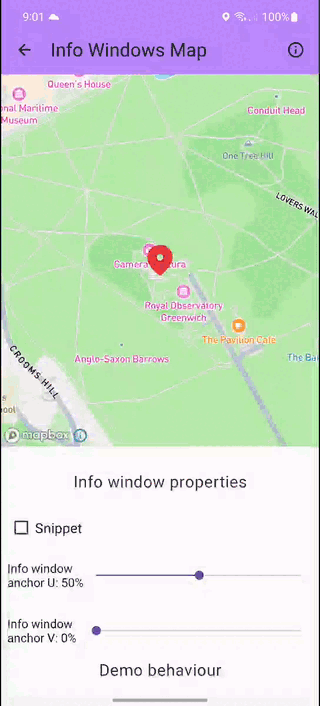 9:01
100%
Info Windows Map
Queen's House
nal Maritime
Museum
Conduit Head
One Tree Hill
LOVERS WAL
Camera
ura
Royal Observatory
Greenwich
The Pavilion Cafe
Anglo-Saxon Barrows
The Ba
CROOMS HILL
s
ool
mapbox
Info window properties
Snippet
Info window
anchor U: 50%
Info window
anchor V: 0%
Demo behaviour